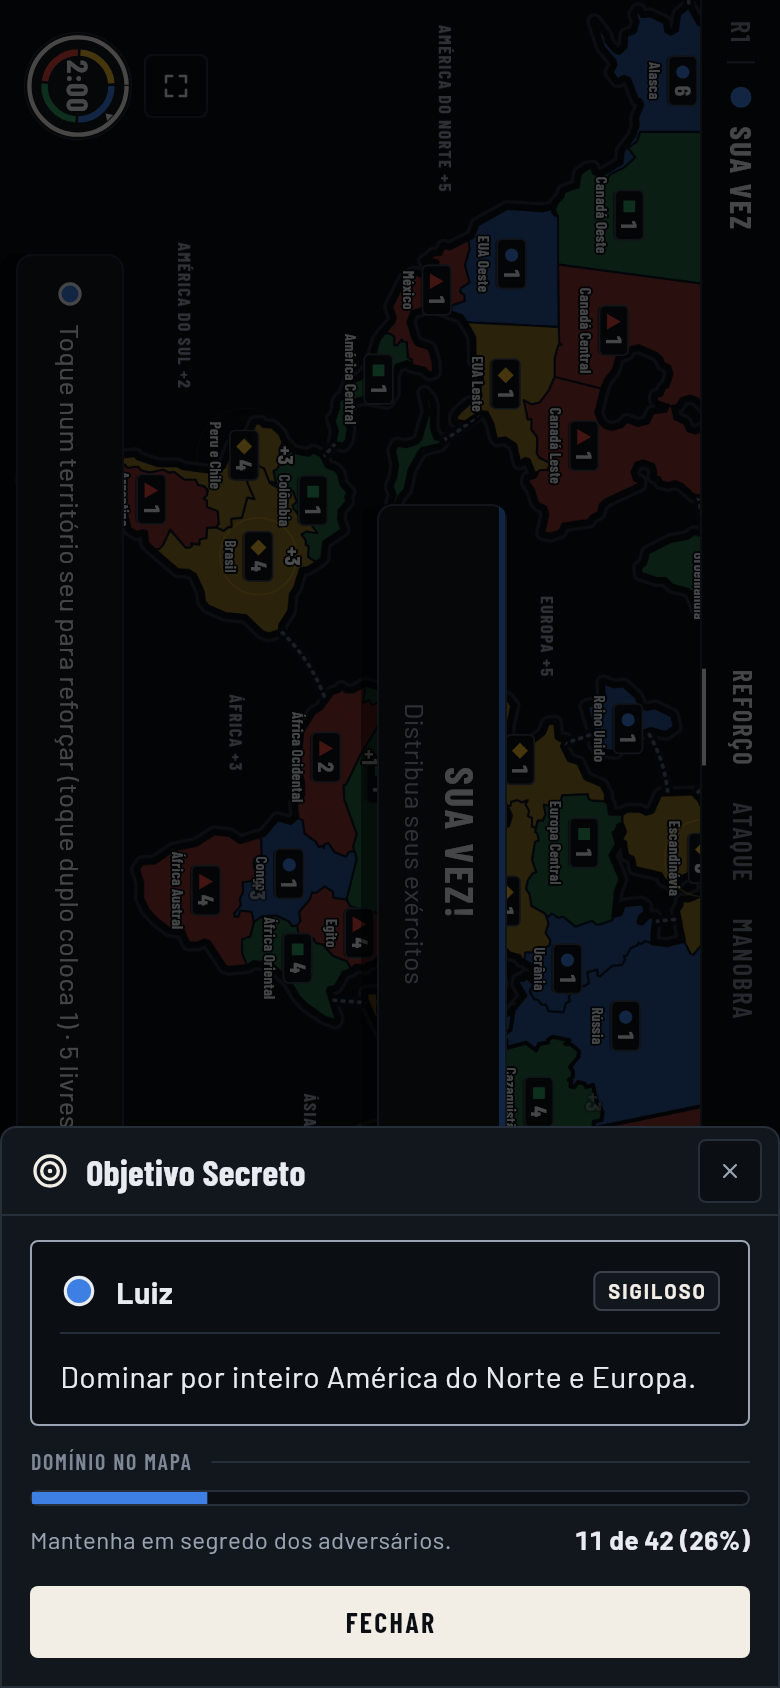 R1
SUA VEZ
REFORÇO
ATAQUE
MANOBRA
2:00
AMÉRICA DO NORTE +5
6
Alasca
1
Canadá Oeste
1
Canadá Central
1
Canadá Leste
1
EUA Oeste
1
EUA Leste
1
México
1
América Central
AMÉRICA DO SUL +2
+3
1
Colômbia
4
Peru e Chile
+3
4
Brasil
1
EUROPA +5
1
Reino Unido
1
1
Europa Central
Escandinávia
1
Ucrânia
1
Rússia
+3
4
ÁFRICA +3
2
África Ocidental
1
Congo
+3
4
Egito
4
África Oriental
4
África Austral
ÁSIA
SUA VEZ!
Distribua seus exércitos
Toque num território seu para reforçar (toque duplo coloca 1) · 5 livres
Objetivo Secreto
×
Luiz
SIGILOSO
Dominar por inteiro América do Norte e Europa.
DOMÍNIO NO MAPA
Mantenha em segredo dos adversários.
11 de 42 (26%)
FECHAR